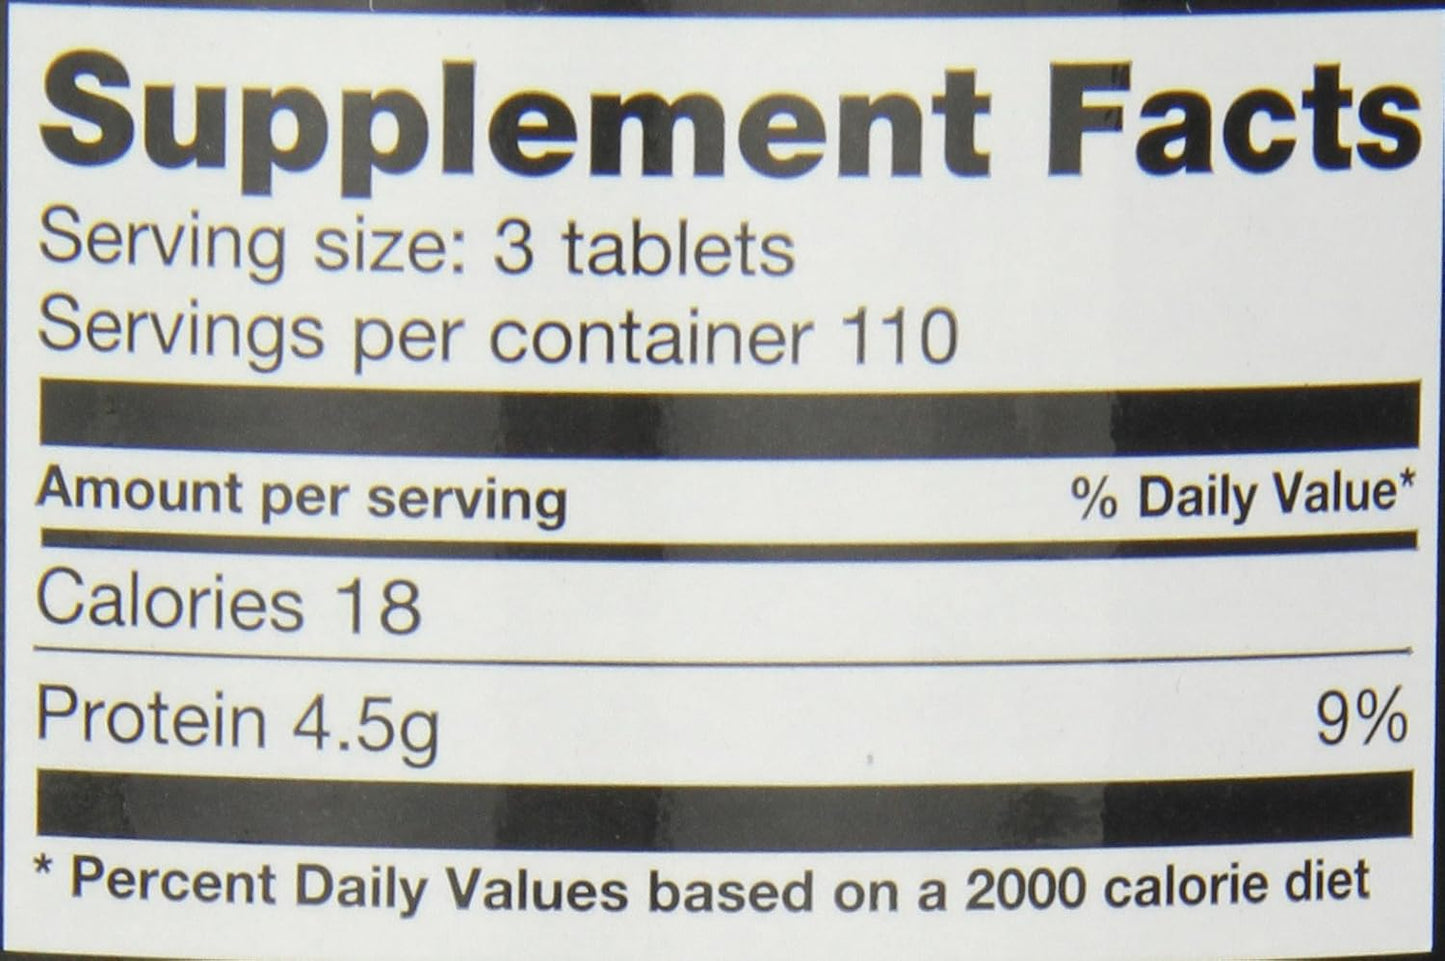 Supplement Facts
Serving size: 3 tablets
Servings per container 110
Amount per serving % Daily Value*
Calories 18
Protein 4.5g 9%
* Percent Daily Values based on a 2000 calorie diet